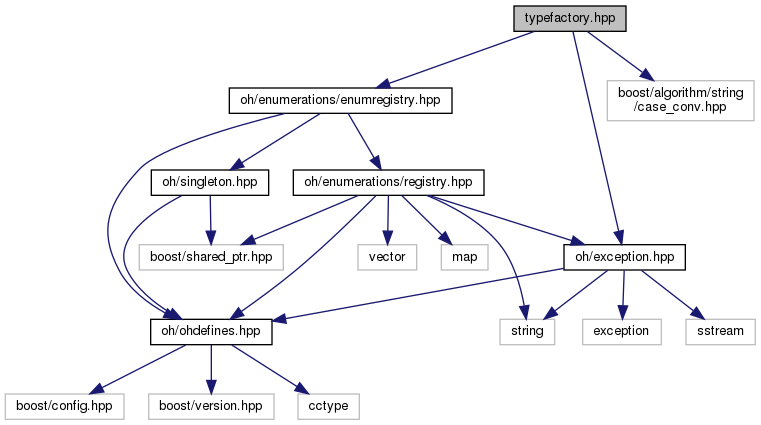 typefactory.hpp
oh/enumerations/enumregistry.hpp
boost/algorithm/string
/case_conv.hpp
oh/singleton.hpp
oh/enumerations/registry.hpp
boost/shared_ptr.hpp
vector
map
oh/exception.hpp
oh/ohdefines.hpp
string
exception
sstream
boost/config.hpp
boost/version.hpp
cctype